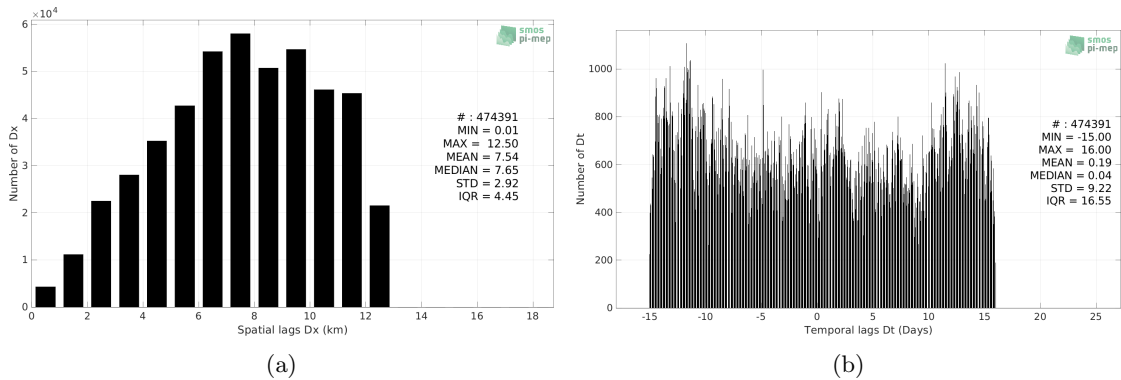 ×10⁴
6
5
4
3
2
1
0
Number of Dx
0 2 4 6 8 10 12 14 16 18
Spatial lags Dx (km)
smos
pi-mep
# : 474391
MIN = 0.01
MAX = 12.50
MEAN = 7.54
MEDIAN = 7.65
STD = 2.92
IQR = 4.45
(a)
1000
800
600
400
200
0
Number of Dt
-15 -10 -5 0 5 10 15 20 25
Temporal lags Dt (Days)
smos
pi-mep
# : 474391
MIN = -15.00
MAX = 16.00
MEAN = 0.19
MEDIAN = 0.04
STD = 9.22
IQR = 16.55
(b)